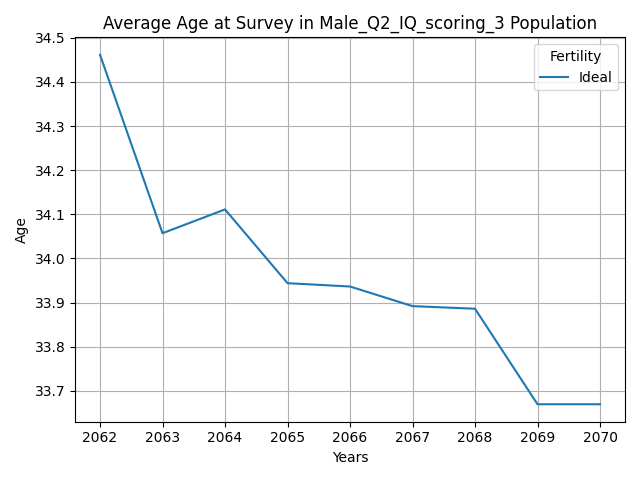 Average Age at Survey in Male_Q2_IQ_scoring_3 Population
34.5
34.4
34.3
34.2
34.1
34.0
33.9
33.8
33.7
Age
Fertility
Ideal
2062 2063 2064 2065 2066 2067 2068 2069 2070
Years